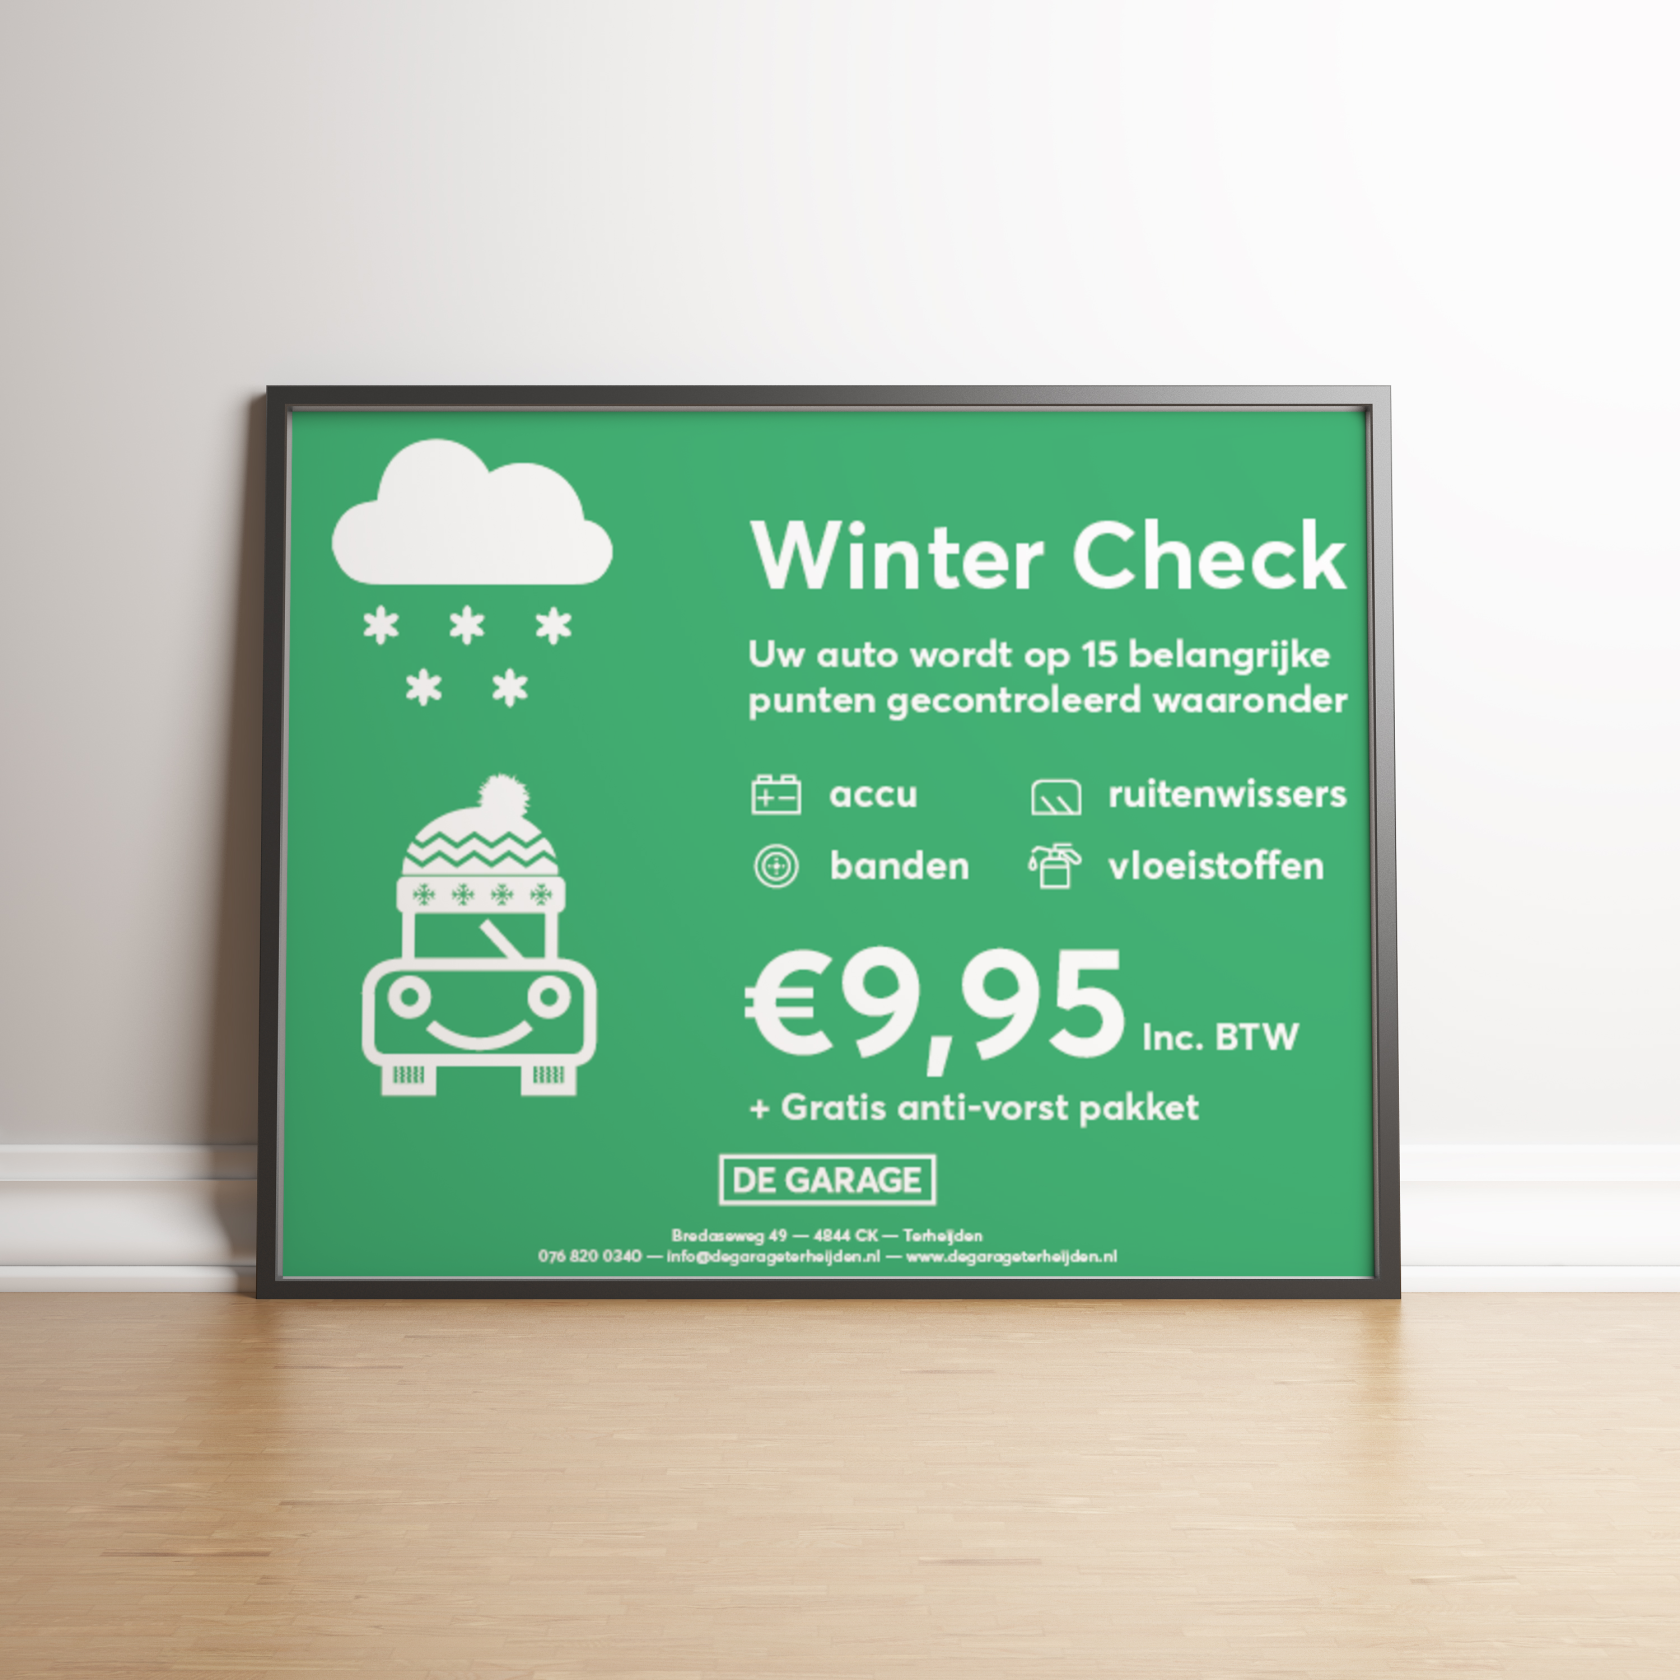 Winter Check
Uw auto wordt op 15 belangrijke
punten gecontroleerd waaronder
accu
ruitenwissers
banden
vloeistoffen
€9,95 Inc. BTW
+ Gratis anti-vorst pakket
DE GARAGE
Bredaseweg 49 — 4844 CK — Terheijden
076 820 0340 — info@degarageterheijden.nl — www.degarageterheijden.nl